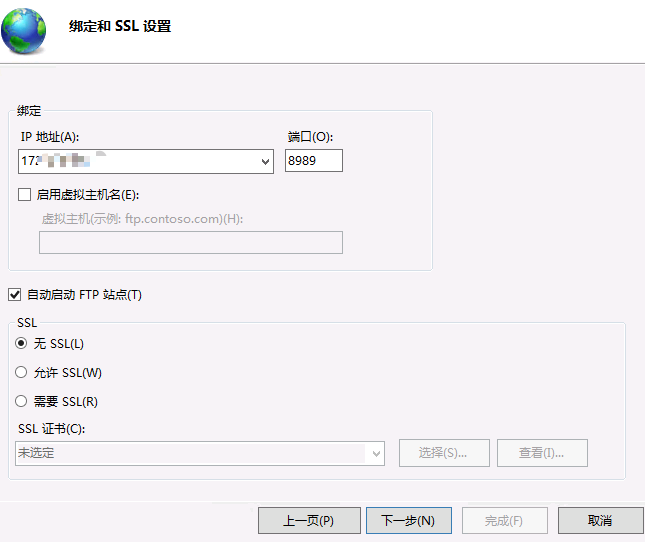 绑定和 SSL 设置
绑定
IP 地址(A):
端口(O):
172
8989
启用虚拟主机名(E):
虚拟主机(示例: ftp.contoso.com)(H):
自动启动 FTP 站点(T)
SSL
无 SSL(L)
允许 SSL(W)
需要 SSL(R)
SSL 证书(C):
未选定
选择(S)...
查看(I)...
上一页(P)
下一步(N)
完成(F)
取消